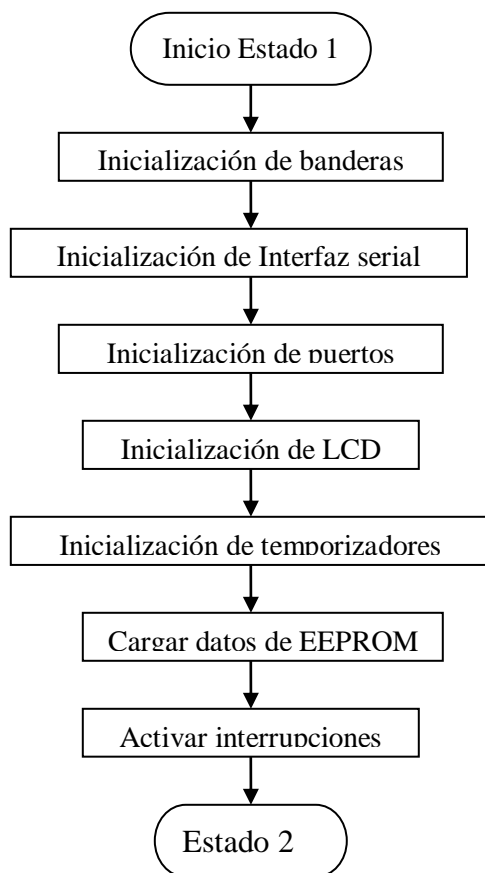 Inicio Estado 1
Inicialización de banderas
Inicialización de Interfaz serial
Inicialización de puertos
Inicialización de LCD
Inicialización de temporizadores
Cargar datos de EEPROM
Activar interrupciones
Estado 2